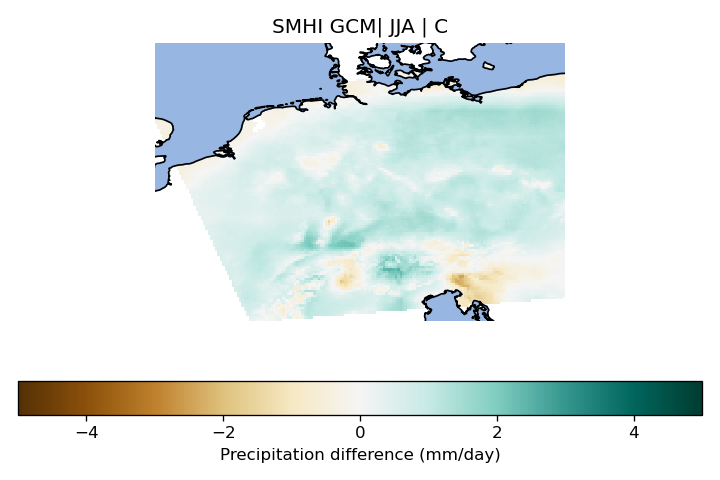 SMHI GCM| JJA | C
−4 −2 0 2 4
Precipitation difference (mm/day)